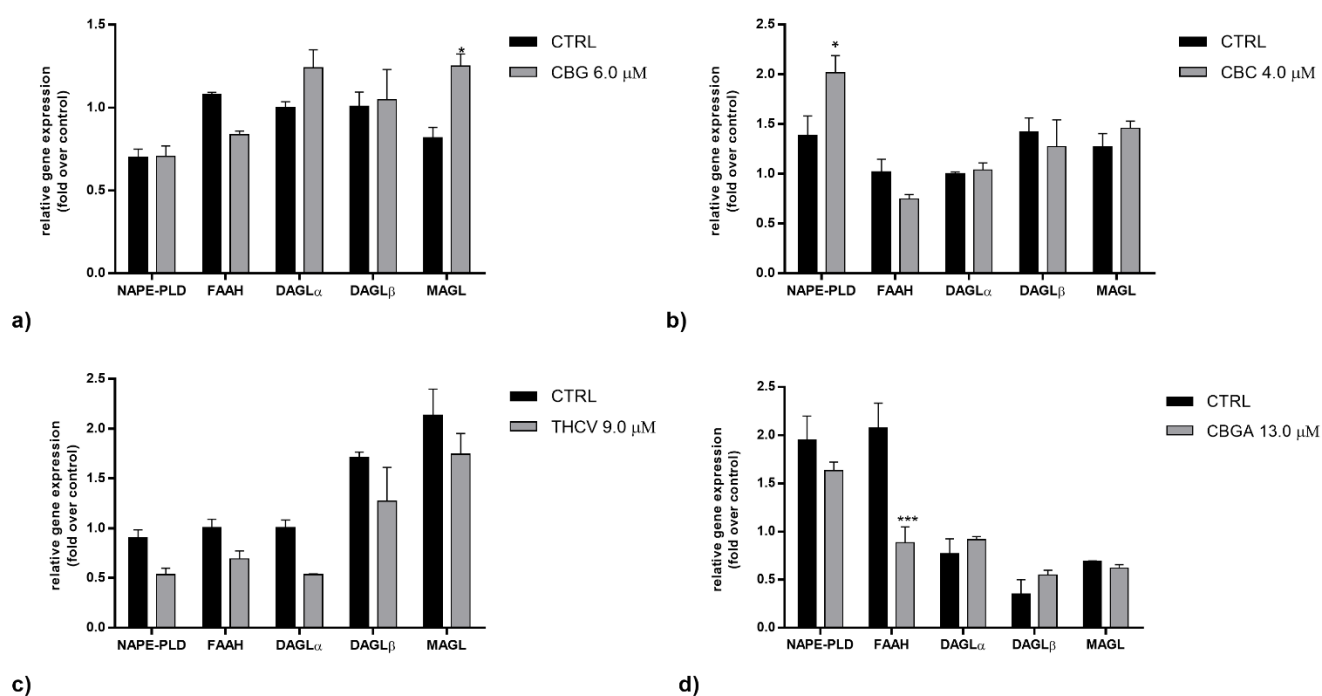 1.5
1.0
0.5
0.0
relative gene expression
(fold over control)
*
CTRL
CBG 6.0 μM
NAPE-PLD FAAH DAGLα DAGLβ MAGL
a)
2.5
2.0
1.5
1.0
0.5
0.0
relative gene expression
(fold over control)
*
CTRL
CBC 4.0 μM
NAPE-PLD FAAH DAGLα DAGLβ MAGL
b)
2.5
2.0
1.5
1.0
0.5
0.0
relative gene expression
(fold over control)
CTRL
THCV 9.0 μM
NAPE-PLD FAAH DAGLα DAGLβ MAGL
c)
2.5
2.0
1.5
1.0
0.5
0.0
relative gene expression
(fold over control)
***
CTRL
CBGA 13.0 μM
NAPE-PLD FAAH DAGLα DAGLβ MAGL
d)